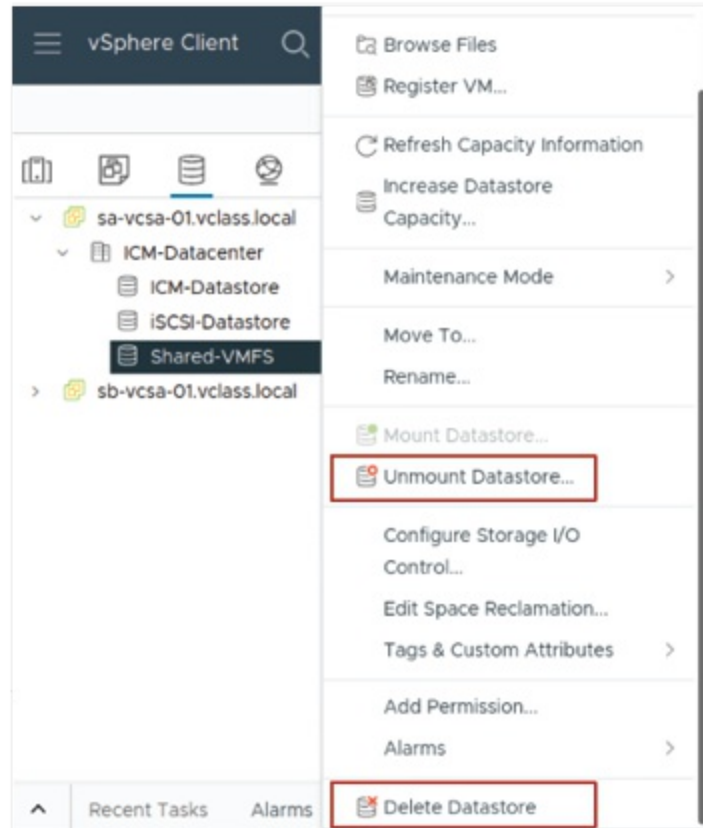 vSphere Client
sa-vcsa-01.vclass.local
ICM-Datacenter
ICM-Datastore
iSCSI-Datastore
Shared-VMFS
sb-vcsa-01.vclass.local
Recent Tasks Alarms
Browse Files
Register VM...
Refresh Capacity Information
Increase Datastore
Capacity...
Maintenance Mode
Move To...
Rename...
Mount Datastore...
Unmount Datastore...
Configure Storage I/O
Control...
Edit Space Reclamation...
Tags & Custom Attributes
Add Permission...
Alarms
Delete Datastore